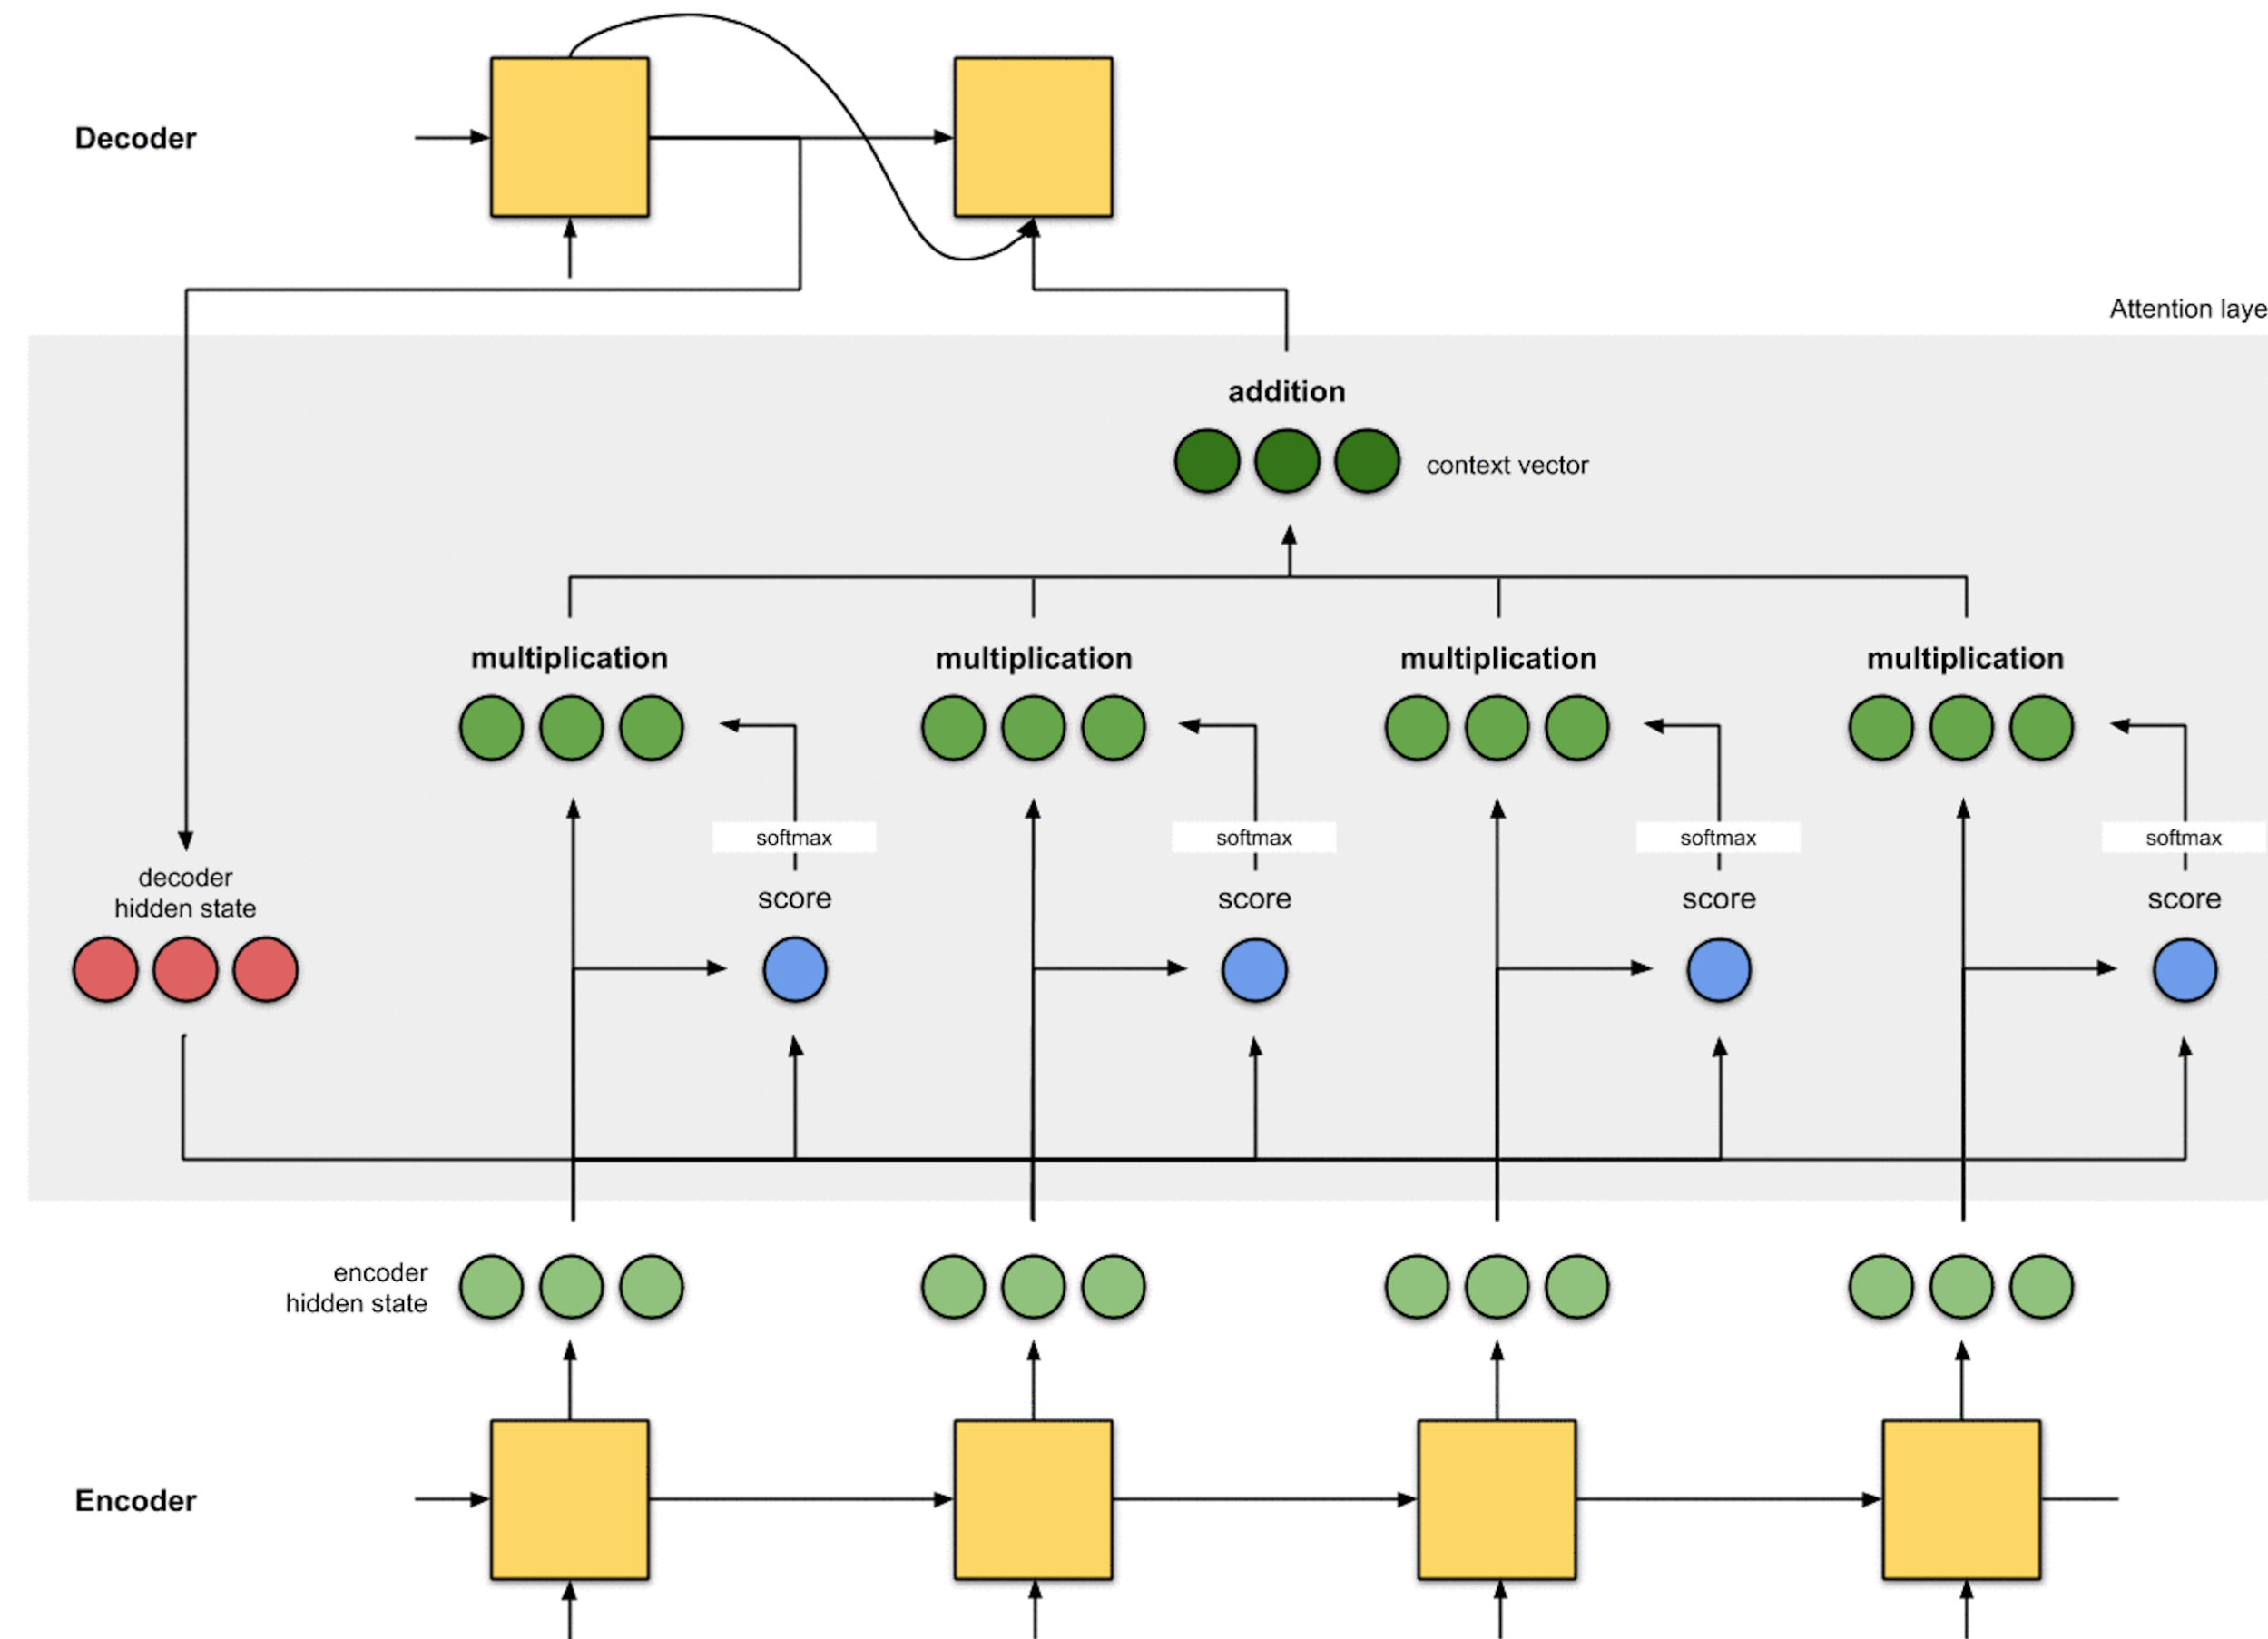 Decoder
Attention laye
addition
context vector
multiplication multiplication multiplication multiplication
softmax softmax softmax softmax
decoder
hidden state
score score score score
encoder
hidden state
Encoder